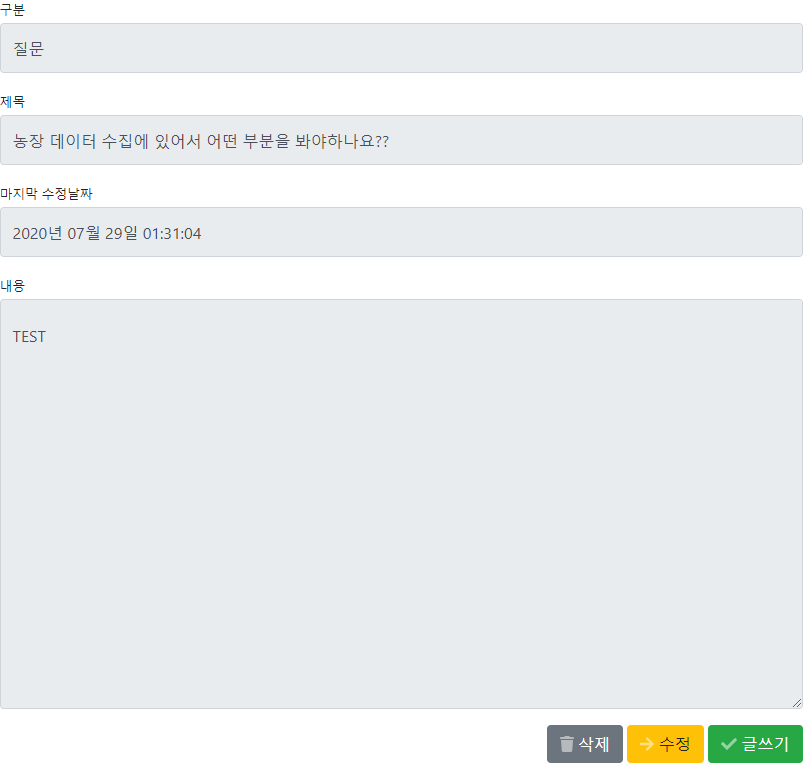 구분
질문
제목
농장 데이터 수집에 있어서 어떤 부분을 봐야하나요??
마지막 수정날짜
2020년 07월 29일 01:31:04
내용
TEST
삭제 수정 글쓰기